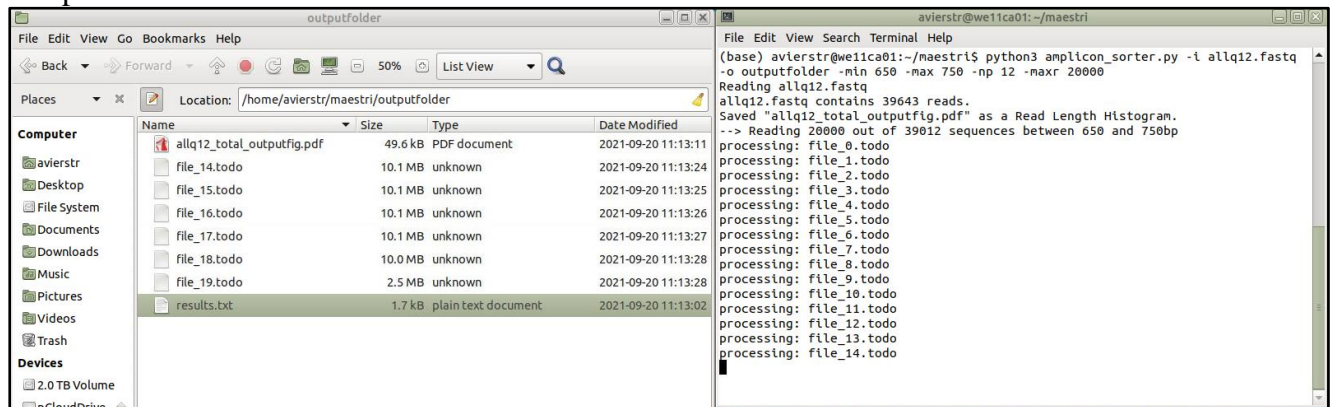 outputfolder
File Edit View Go Bookmarks Help
Back Forward 50% List View
Places Location: /home/avierstr/maestri/outputfolder
Name Size Type Date Modified
Computer
avierstr
Desktop
File System
Documents
Downloads
Music
Pictures
Videos
Trash
Devices
2.0 TB Volume
pCloudDrive
allq12_total_outputfig.pdf 49.6 kB PDF document 2021-09-20 11:13:11
file_14.todo 10.1 MB unknown 2021-09-20 11:13:24
file_15.todo 10.1 MB unknown 2021-09-20 11:13:25
file_16.todo 10.1 MB unknown 2021-09-20 11:13:26
file_17.todo 10.1 MB unknown 2021-09-20 11:13:27
file_18.todo 10.0 MB unknown 2021-09-20 11:13:28
file_19.todo 2.5 MB unknown 2021-09-20 11:13:28
results.txt 1.7 kB plain text document 2021-09-20 11:13:02
avierstr@we11ca01: ~/maestri
File Edit View Search Terminal Help
(base) avierstr@we11ca01:~/maestri$ python3 amplicon_sorter.py -i allq12.fastq
-o outputfolder -min 650 -max 750 -np 12 -maxr 20000
Reading allq12.fastq
allq12.fastq contains 39643 reads.
Saved "allq12_total_outputfig.pdf" as a Read Length Histogram.
--> Reading 20000 out of 39012 sequences between 650 and 750bp
processing: file_0.todo
processing: file_1.todo
processing: file_2.todo
processing: file_3.todo
processing: file_4.todo
processing: file_5.todo
processing: file_6.todo
processing: file_7.todo
processing: file_8.todo
processing: file_9.todo
processing: file_10.todo
processing: file_11.todo
processing: file_12.todo
processing: file_13.todo
processing: file_14.todo